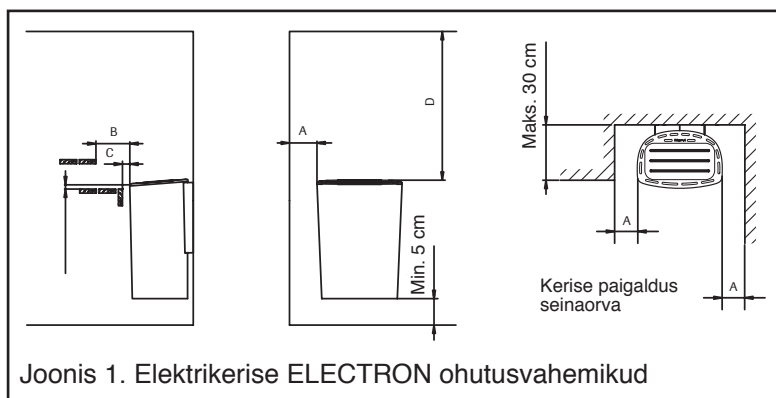 B
C
A
D
Min. 5 cm
Maks. 30 cm
A
A
Kerise paigaldus
seinaorva
Joonis 1. Elektrikerise ELECTRON ohutusvahemikud